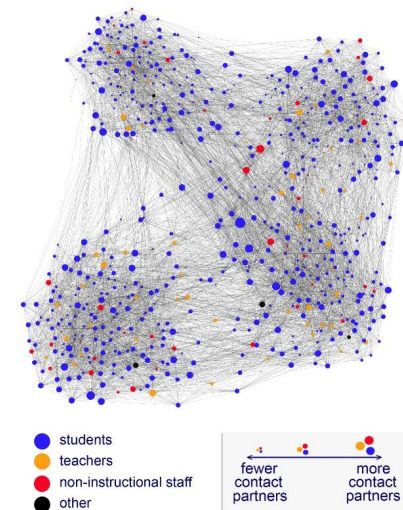 students
teachers
non-instructional staff
other
fewer
contact
partners
more
contact
partners